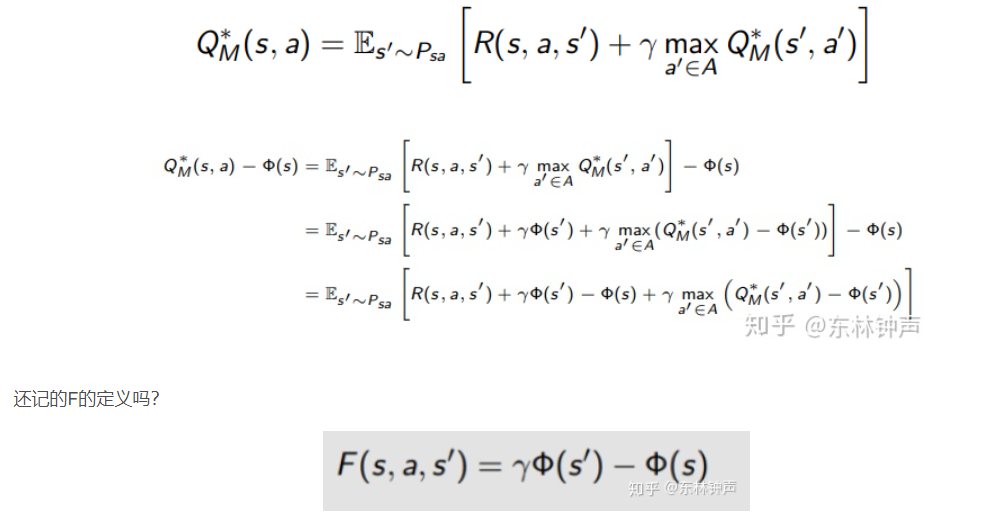 Q*_M(s, a) = 𝔼_{s′∼P_sa} [R(s, a, s′) + γ max_{a′∈A} Q*_M(s′, a′)]
Q*_M(s, a) − Φ(s) = 𝔼_{s′∼P_sa} [R(s, a, s′) + γ max_{a′∈A} Q*_M(s′, a′)] − Φ(s)
= 𝔼_{s′∼P_sa} [R(s, a, s′) + γΦ(s′) + γ max_{a′∈A} (Q*_M(s′, a′) − Φ(s′))] − Φ(s)
= 𝔼_{s′∼P_sa} [R(s, a, s′) + γΦ(s′) − Φ(s) + γ max_{a′∈A} (Q*_M(s′, a′) − Φ(s′))]
知乎 @东林钟声
还记的F的定义吗？
F(s, a, s′) = γΦ(s′) − Φ(s)
知乎 @东林钟声